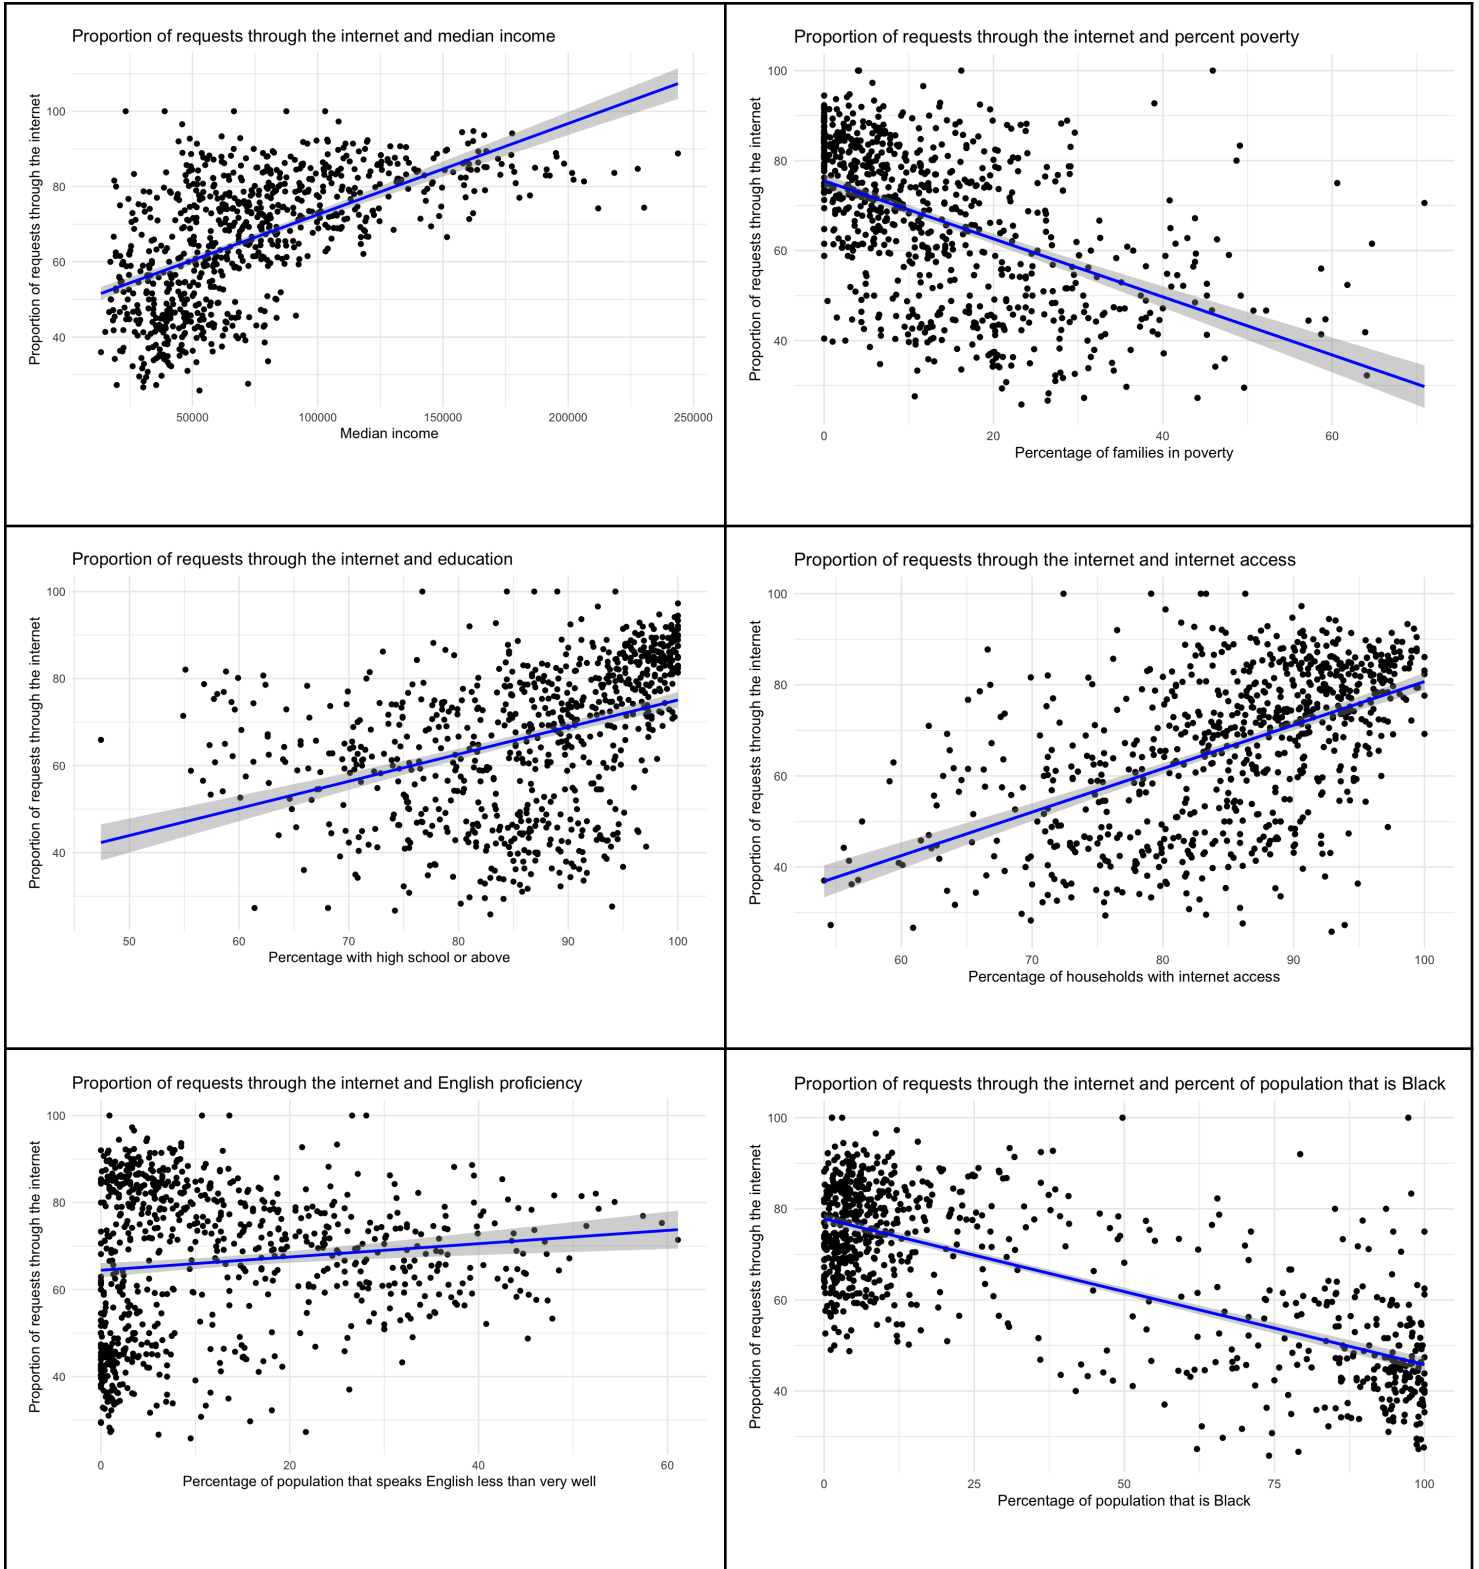 Proportion of requests through the internet and median income
Proportion of requests through the internet
100
80
60
40
50000 100000 150000 200000 250000
Median income
Proportion of requests through the internet and percent poverty
Proportion of requests through the internet
100
80
60
40
0 20 40 60
Percentage of families in poverty
Proportion of requests through the internet and education
Proportion of requests through the internet
100
80
60
40
50 60 70 80 90 100
Percentage with high school or above
Proportion of requests through the internet and internet access
Proportion of requests through the internet
100
80
60
40
60 70 80 90 100
Percentage of households with internet access
Proportion of requests through the internet and English proficiency
Proportion of requests through the internet
100
80
60
40
0 20 40 60
Percentage of population that speaks English less than very well
Proportion of requests through the internet and percent of population that is Black
Proportion of requests through the internet
100
80
60
40
0 25 50 75 100
Percentage of population that is Black